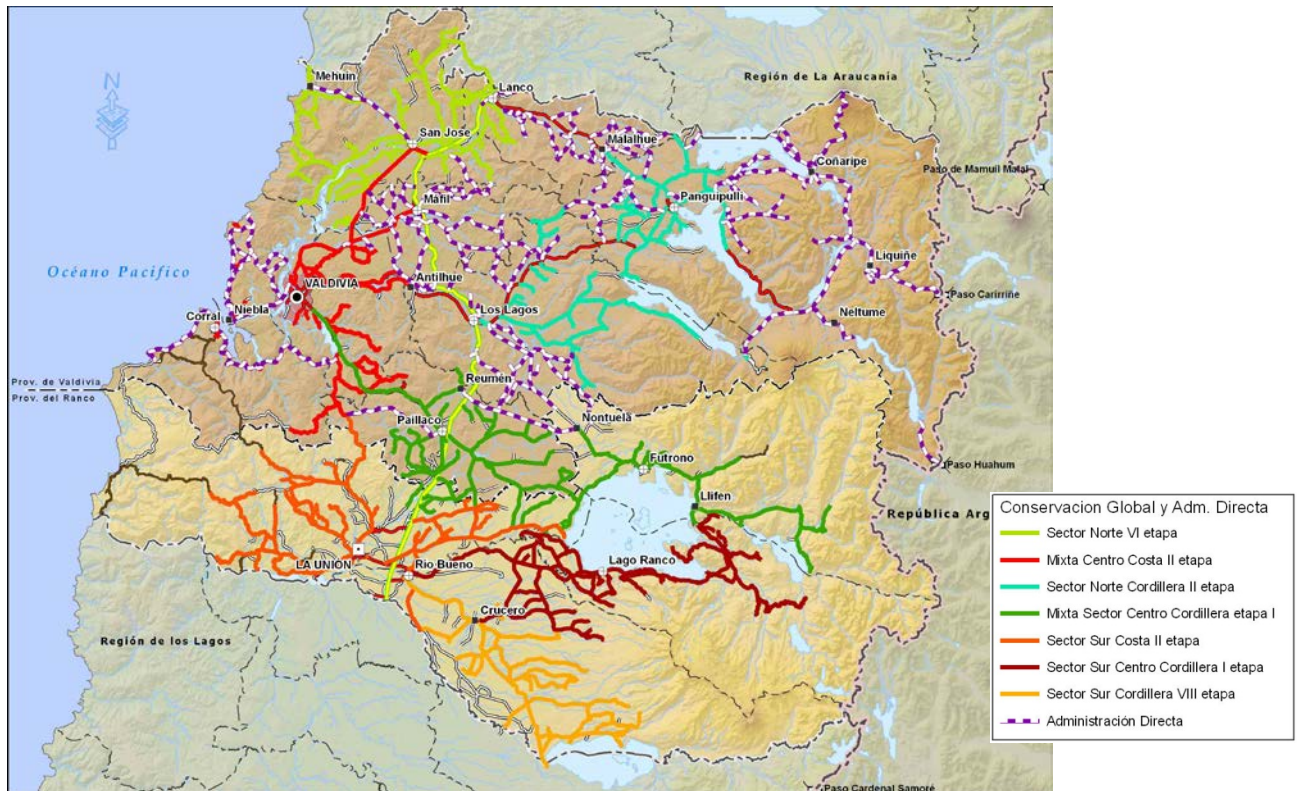 N
Mehuin
Lanco
Región de La Araucanía
San Jose
Malalhue
Coñaripe
Paso de Mamuil Malal
Panguipulli
Mafil
Océano Pacífico
Liquiñe
Antilhue
VALDIVIA
Paso Carirriñe
Corral
Niebla
Los Lagos
Neltume
Prov. de Valdivia
Prov. del Ranco
Reumén
Paillaco
Nontuela
Futrono
Paso Huahum
Llifen
República Arg
LA UNION
Rio Bueno
Lago Ranco
Crucero
Región de los Lagos
Paso Cardenal Samoré
Conservacion Global y Adm. Directa
Sector Norte VI etapa
Mixta Centro Costa II etapa
Sector Norte Cordillera II etapa
Mixta Sector Centro Cordillera etapa I
Sector Sur Costa II etapa
Sector Sur Centro Cordillera I etapa
Sector Sur Cordillera VIII etapa
Administración Directa